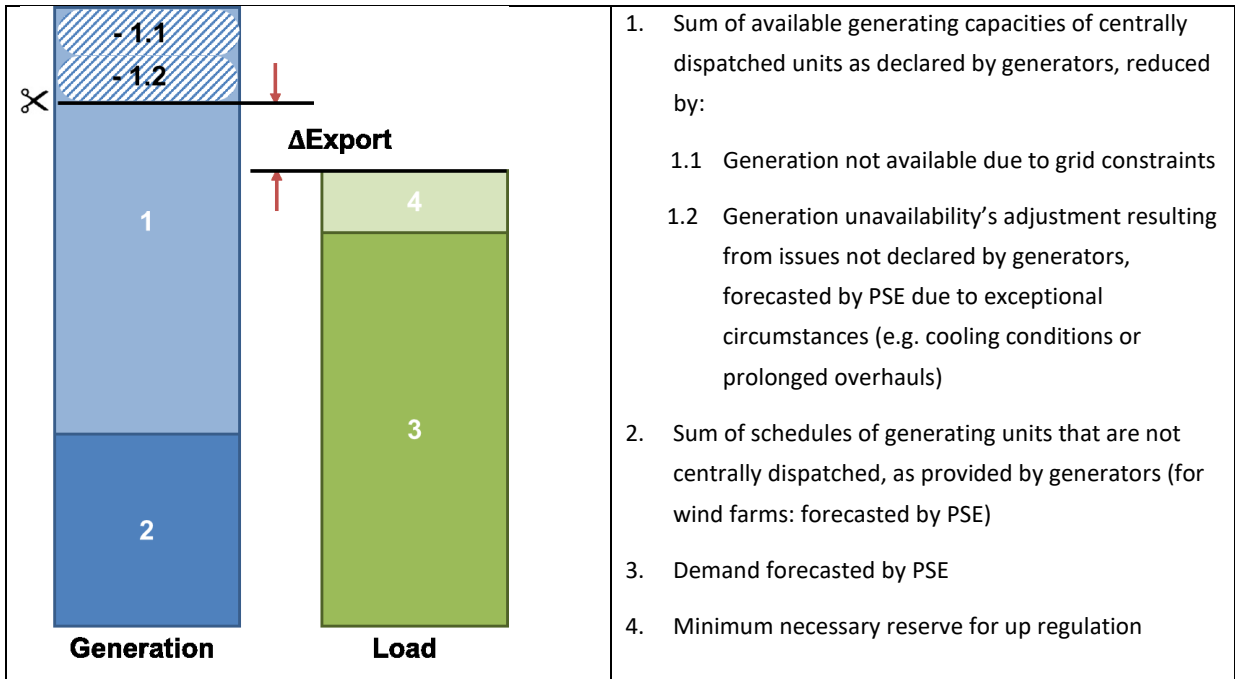 - 1.1
- 1.2
ΔExport
1
4
3
2
Generation
Load
1. Sum of available generating capacities of centrally
dispatched units as declared by generators, reduced
by:
1.1 Generation not available due to grid constraints
1.2 Generation unavailability’s adjustment resulting
from issues not declared by generators,
forecasted by PSE due to exceptional
circumstances (e.g. cooling conditions or
prolonged overhauls)
2. Sum of schedules of generating units that are not
centrally dispatched, as provided by generators (for
wind farms: forecasted by PSE)
3. Demand forecasted by PSE
4. Minimum necessary reserve for up regulation